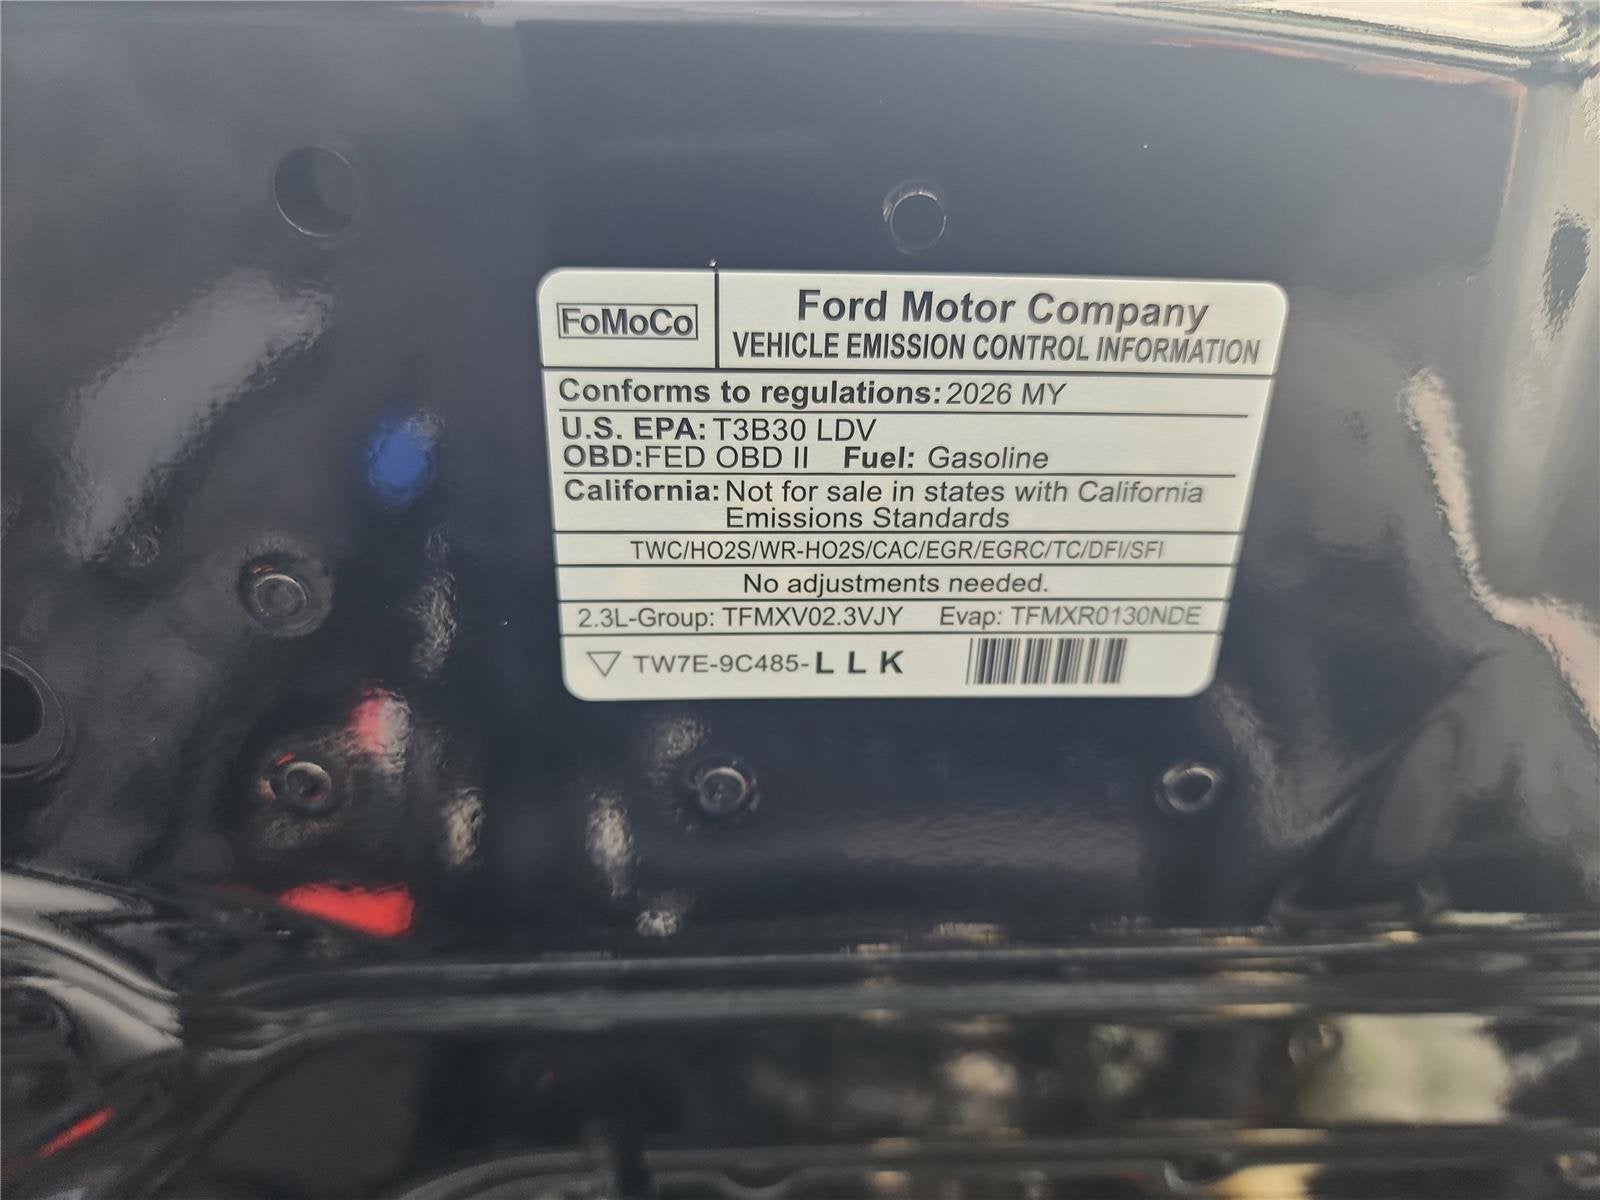 FoMoCo
Ford Motor Company
VEHICLE EMISSION CONTROL INFORMATION
Conforms to regulations: 2026 MY
U.S. EPA: T3B30 LDV
OBD:FED OBD II Fuel: Gasoline
California: Not for sale in states with California
Emissions Standards
TWC/HO2S/WR-HO2S/CAC/EGR/EGRC/TC/DFI/SFI
No adjustments needed.
2.3L-Group: TFMXV02.3VJY Evap: TFMXR0130NDE
TW7E-9C485-LLK